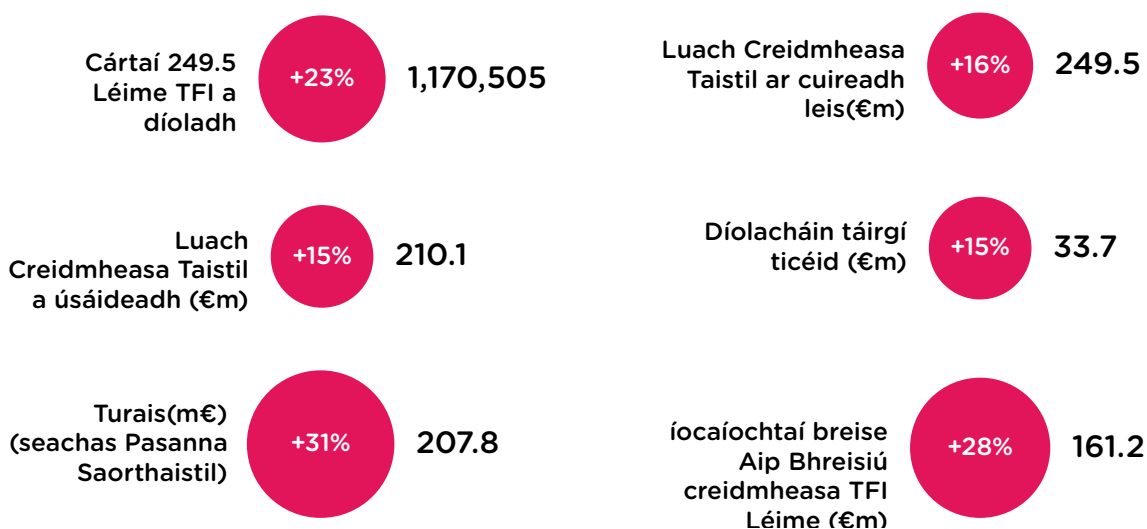 Cártaí 249.5
Léime TFI a
díoladh
+23%
1,170,505
Luach Creidmheasa
Taistil ar cuireadh
leis(€m)
+16%
249.5
Luach
Creidmheasa Taistil
a úsáideadh (€m)
+15%
210.1
Díolacháin táirgí
ticéid (€m)
+15%
33.7
Turais(m€)
(seachas Pasanna
Saorthaistil)
+31%
207.8
íocaíochtaí breise
Aip Bhreisiú
creidmheasa TFI
Léime (€m)
+28%
161.2